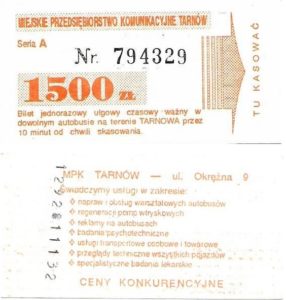 MIEJSKIE PRZEDSIĘBIORSTWO KOMUNIKACYJNE TARNÓW
Seria A
Nr. 794329
1500 zł
Bilet jednorazowy ulgowy czasowy ważny w
dowolnym autobusie na terenie TARNOWA przez
10 minut od chwili skasowania.
TU KASOWAĆ
MPK TARNÓW — ul. Okrężna 9
świadczymy usługi w zakresie:
napraw i obsług warsztatowych autobusów
regeneracji pomp wtryskowych
reklamy na autobusach
badania psychotechniczne
usługi transportowe osobowe i towarowe
przeglądy techniczne wszystkich pojazdów
specjalistyczne badania lekarskie
CENY KONKURENCYJNE